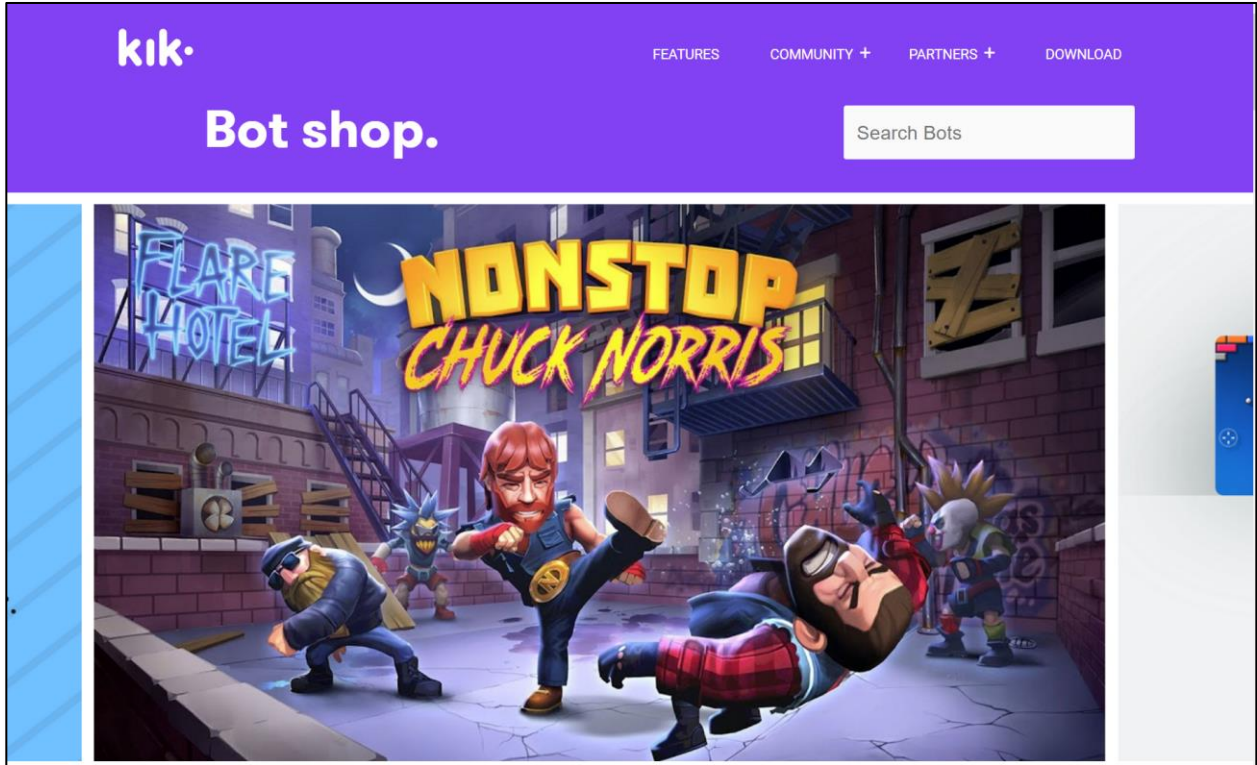 kik·
FEATURES COMMUNITY + PARTNERS + DOWNLOAD
Bot shop.
Search Bots
FLARE
HOTEL
NONSTOP
CHUCK NORRIS